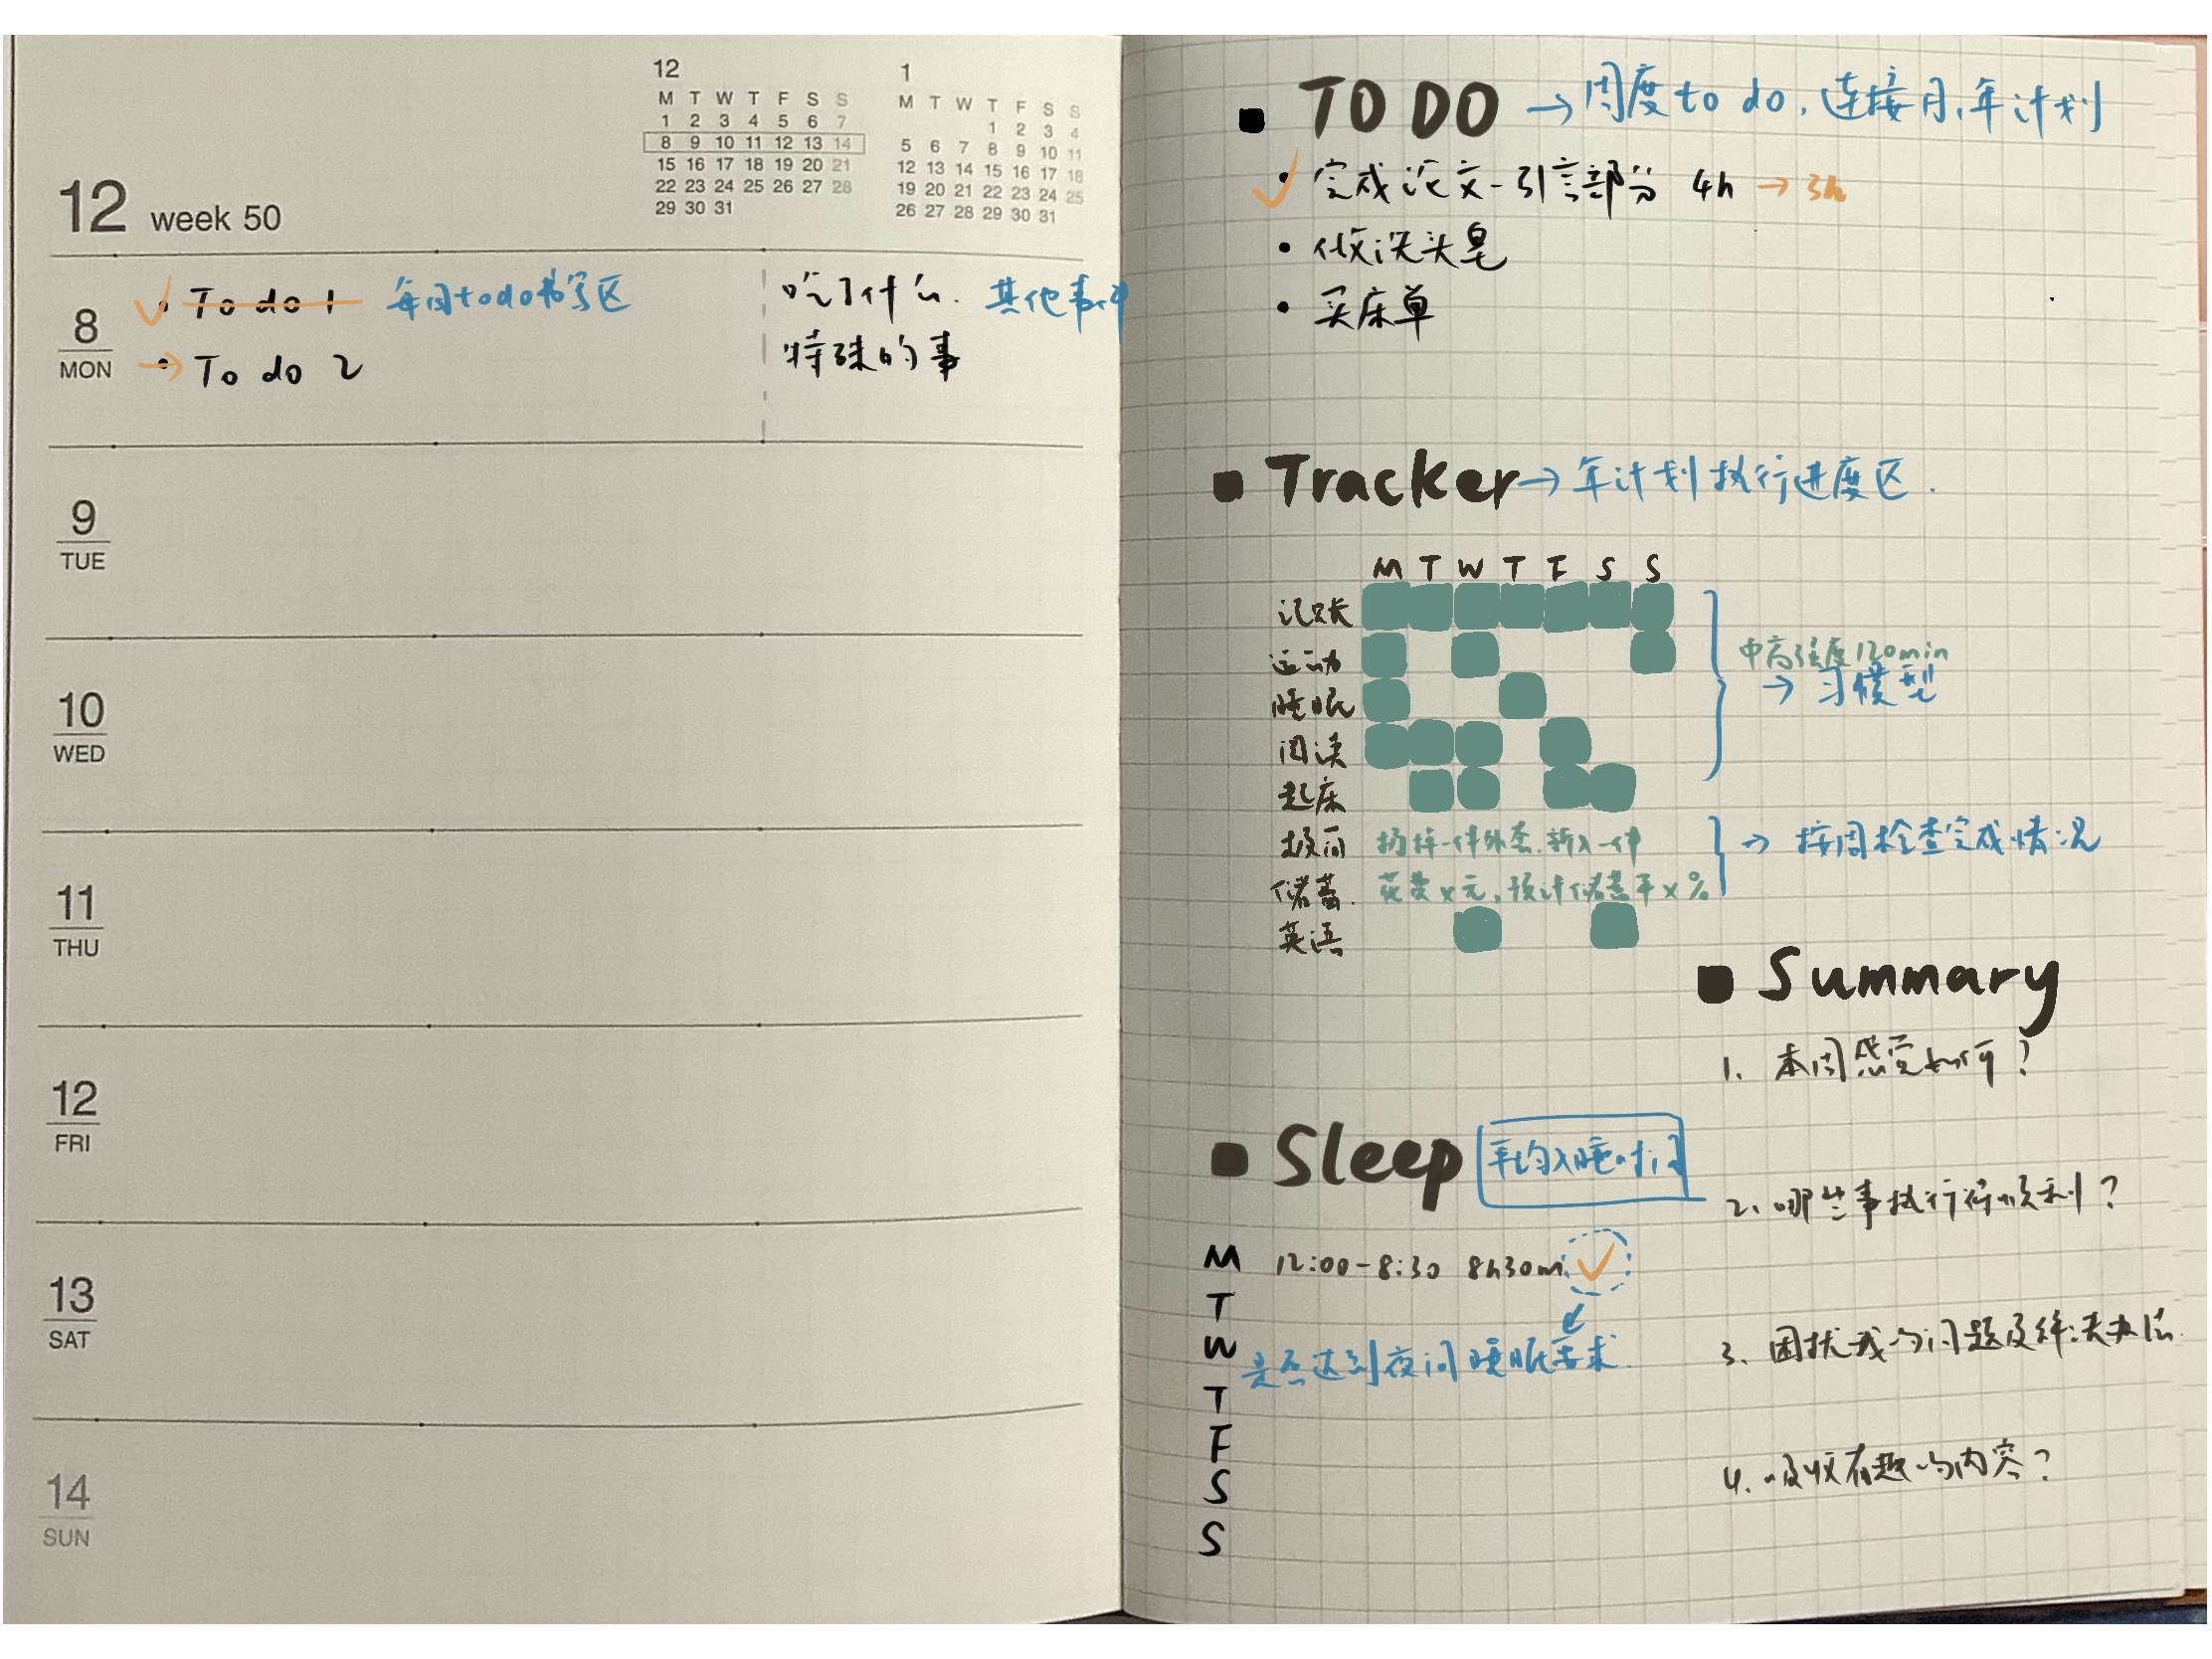 12 week 50
12
M T W T F S S
1 2 3 4 5 6 7
8 9 10 11 12 13 14
15 16 17 18 19 20 21
22 23 24 25 26 27 28
29 30 31
1
M T W T F S S
1 2 3 4
5 6 7 8 9 10 11
12 13 14 15 16 17 18
19 20 21 22 23 24 25
26 27 28 29 30 31
8 MON
To do 1 每日todo书写区
To do 2
吃了什么. 其他事件
特殊的事
9 TUE
10 WED
11 THU
12 FRI
13 SAT
14 SUN
TO DO → 周度to do, 连接月,年计划
完成论文-引言部分 4h → 3h
做洗头皂
买床单
Tracker → 年计划执行进度区.
M T W T F S S
记账
运动
睡眠
阅读
起床
中高强度120min
→ 习惯型
极简 扔掉一件外套.新入一件
储蓄. 花费x元,预计储蓄率x%
→ 按周检查完成情况
英语
Summary
1. 本周感觉如何?
2. 哪些事执行得顺利?
3. 困扰我的问题及解决办法
4. 吸收有趣的内容?
Sleep 平均入睡时间
M 12:00-8:30 8h30m
T
W 是否达到夜间睡眠需求.
T
F
S
S